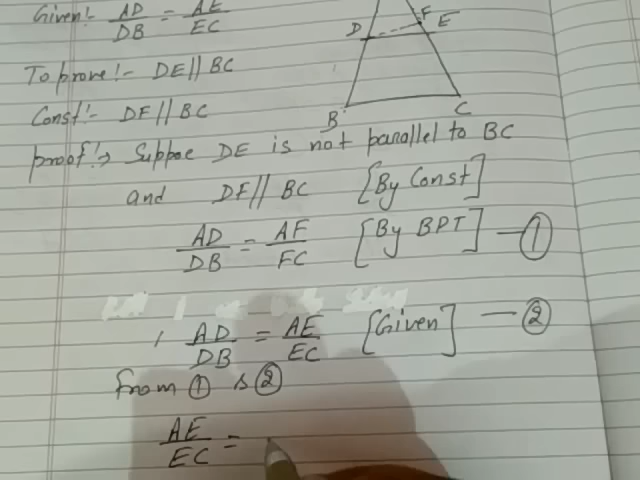 Given:- AD/DB = AE/EC
D F E
To prove:- DE || BC
Const:- DF || BC
B C
proof:→ Suppoe DE is not parallel to BC
and DF || BC [By Const]
AD/DB = AF/FC [By BPT] — ①
, AD/DB = AE/EC [Given] — ②
from ① & ②
AE/EC =